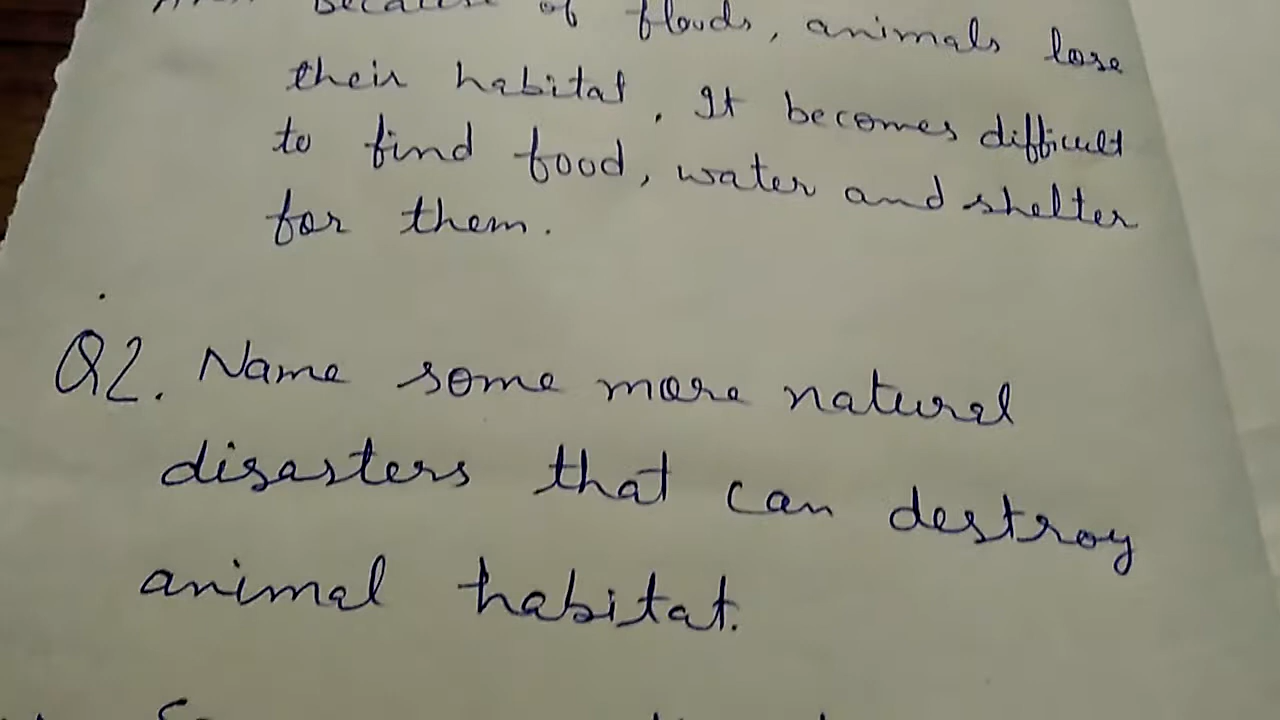 because of floods, animals lose
their habitat. It becomes difficult
to find food, water and shelter
for them.
Q2. Name some more natural
disasters that can destroy
animal habitat.